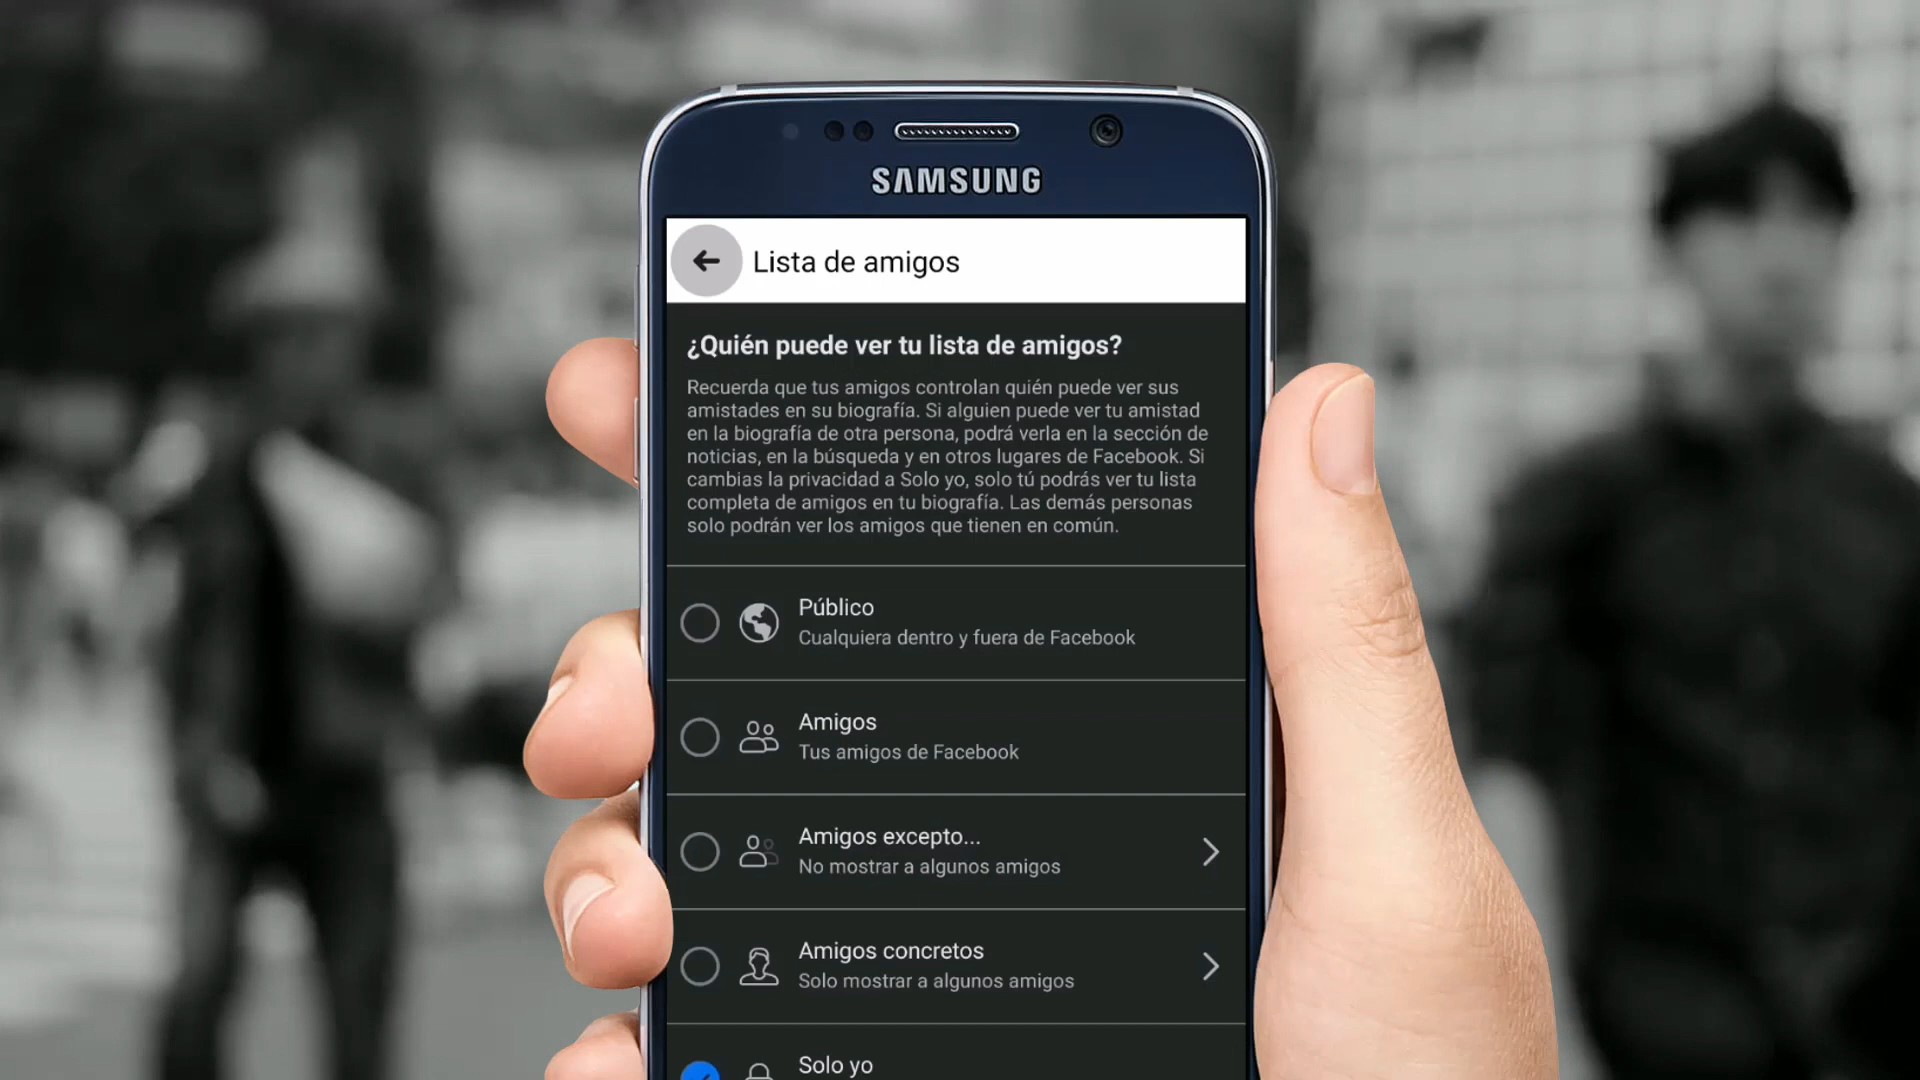 SAMSUNG
Lista de amigos
¿Quién puede ver tu lista de amigos?
Recuerda que tus amigos controlan quién puede ver sus
amistades en su biografía. Si alguien puede ver tu amistad
en la biografía de otra persona, podrá verla en la sección de
noticias, en la búsqueda y en otros lugares de Facebook. Si
cambias la privacidad a Solo yo, solo tú podrás ver tu lista
completa de amigos en tu biografía. Las demás personas
solo podrán ver los amigos que tienen en común.
Público
Cualquiera dentro y fuera de Facebook
Amigos
Tus amigos de Facebook
Amigos excepto...
No mostrar a algunos amigos
Amigos concretos
Solo mostrar a algunos amigos
Solo yo